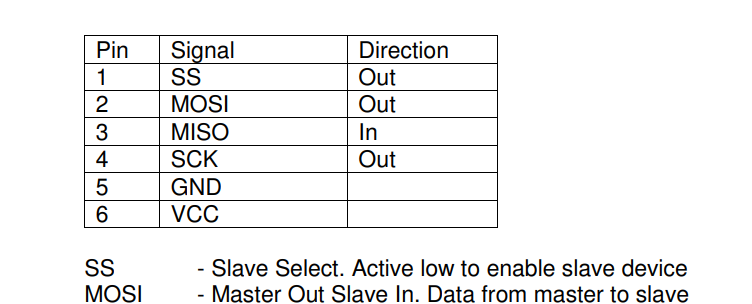 Pin Signal Direction
1 SS Out
2 MOSI Out
3 MISO In
4 SCK Out
5 GND
6 VCC
SS - Slave Select. Active low to enable slave device
MOSI - Master Out Slave In. Data from master to slave